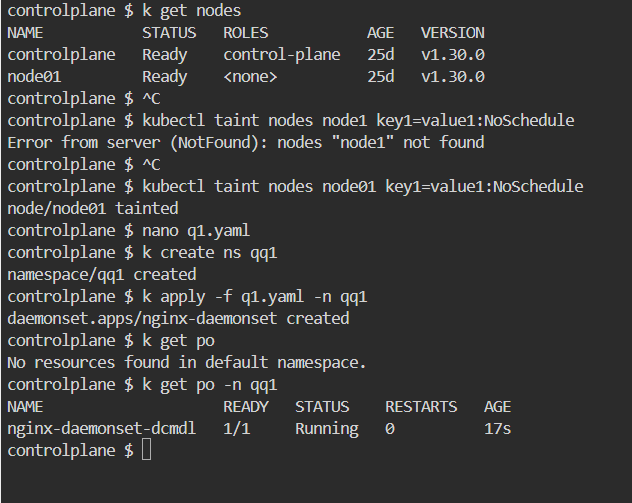 controlplane $ k get nodes
NAME STATUS ROLES AGE VERSION
controlplane Ready control-plane 25d v1.30.0
node01 Ready <none> 25d v1.30.0
controlplane $ ^C
controlplane $ kubectl taint nodes node1 key1=value1:NoSchedule
Error from server (NotFound): nodes "node1" not found
controlplane $ ^C
controlplane $ kubectl taint nodes node01 key1=value1:NoSchedule
node/node01 tainted
controlplane $ nano q1.yaml
controlplane $ k create ns qq1
namespace/qq1 created
controlplane $ k apply -f q1.yaml -n qq1
daemonset.apps/nginx-daemonset created
controlplane $ k get po
No resources found in default namespace.
controlplane $ k get po -n qq1
NAME READY STATUS RESTARTS AGE
nginx-daemonset-dcmdl 1/1 Running 0 17s
controlplane $